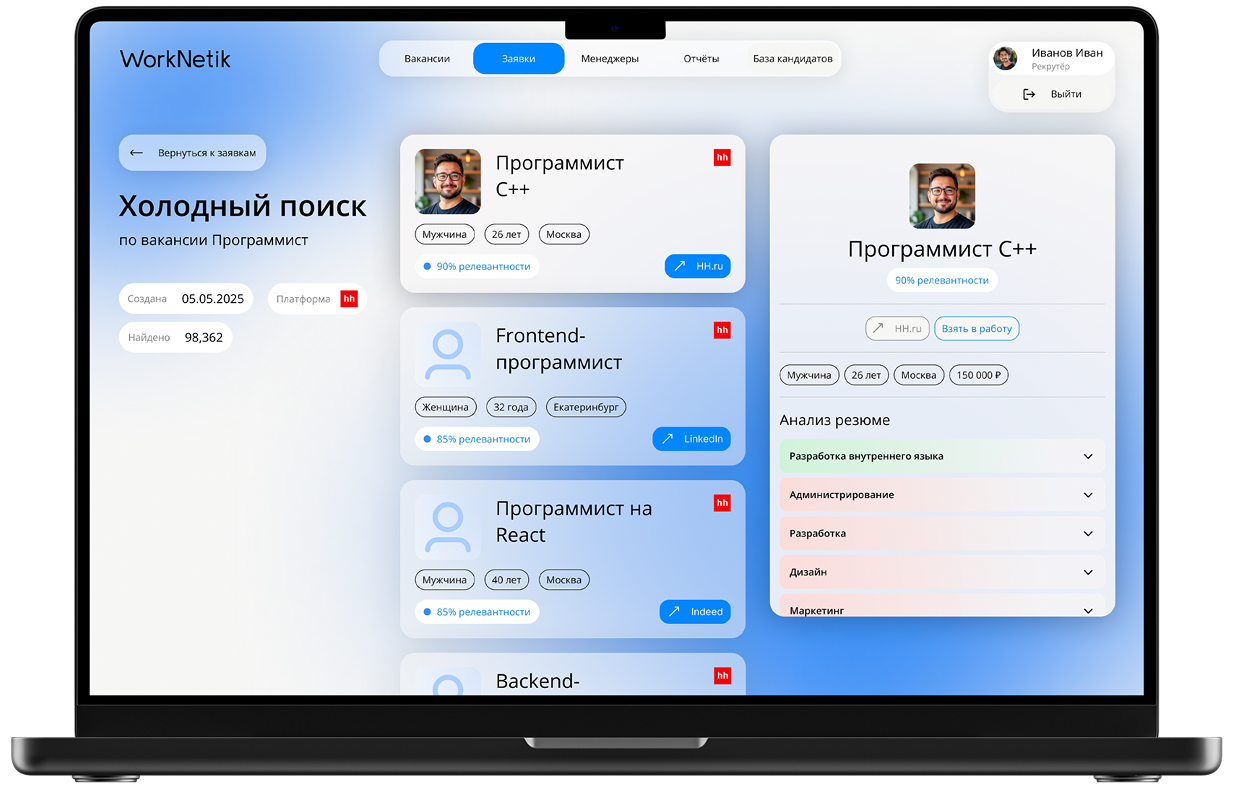 WorkNetik
Вакансии
Заявки
Менеджеры
Отчёты
База кандидатов
Иванов Иван
Рекрутёр
Выйти
Вернуться к заявкам
Холодный поиск
по вакансии Программист
Создана 05.05.2025
Платформа hh
Найдено 98,362
Программист
C++
hh
Мужчина
26 лет
Москва
90% релевантности
HH.ru
Frontend-
программист
hh
Женщина
32 года
Екатеринбург
85% релевантности
LinkedIn
Программист на
React
hh
Мужчина
40 лет
Москва
85% релевантности
Indeed
Backend-
hh
Программист C++
90% релевантности
HH.ru
Взять в работу
Мужчина
26 лет
Москва
150 000 ₽
Анализ резюме
Разработка внутреннего языка
Администрирование
Разработка
Дизайн
Маркетинг